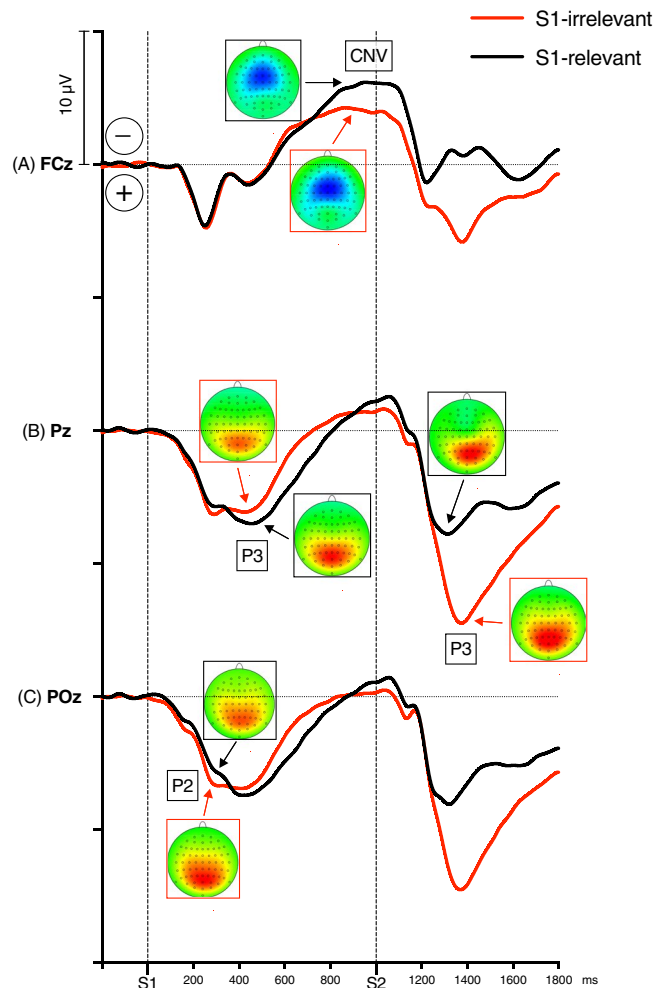 S1-irrelevant
S1-relevant
10 µV
CNV
−
(A) FCz
+
(B) Pz
P3
P3
(C) POz
P2
S1 200 400 600 800 S2 1200 1400 1600 1800 ms